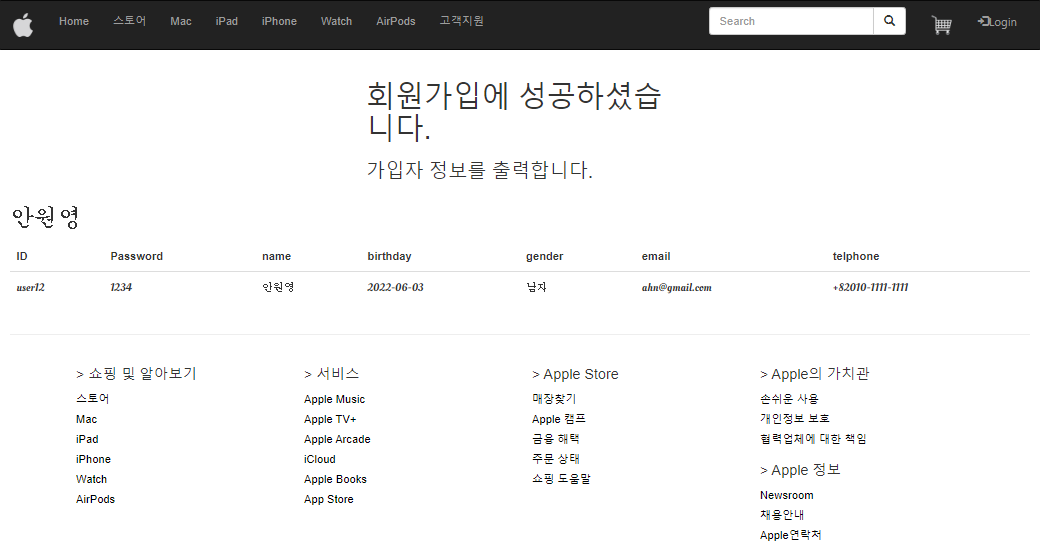 Home 스토어 Mac iPad iPhone Watch AirPods 고객지원 Search Login
회원가입에 성공하셨습
니다.
가입자 정보를 출력합니다.
안원영
ID Password name birthday gender email telphone
user12 1234 안원영 2022-06-03 남자 ahn@gmail.com +82010-1111-1111
> 쇼핑 및 알아보기
스토어
Mac
iPad
iPhone
Watch
AirPods
> 서비스
Apple Music
Apple TV+
Apple Arcade
iCloud
Apple Books
App Store
> Apple Store
매장찾기
Apple 캠프
금융 혜택
주문 상태
쇼핑 도움말
> Apple의 가치관
손쉬운 사용
개인정보 보호
협력업체에 대한 책임
> Apple 정보
Newsroom
채용안내
Apple연락처